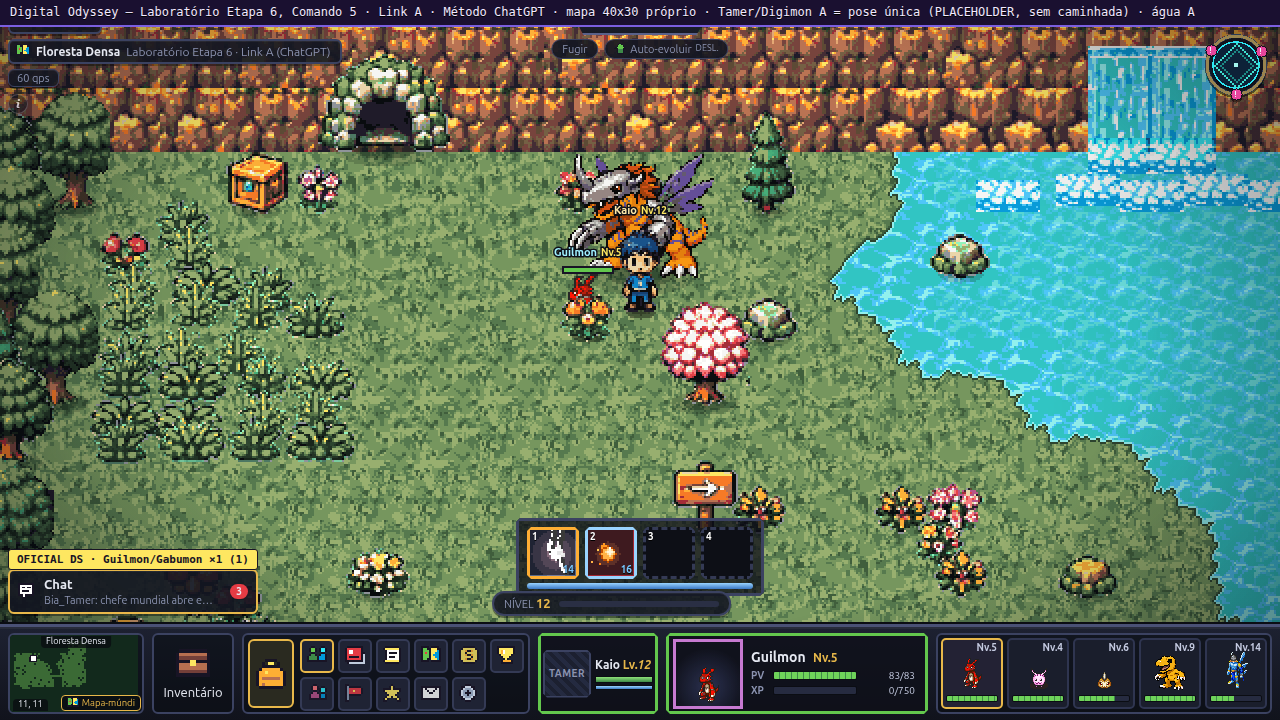 Digital Odyssey — Laboratório Etapa 6, Comando 5 · Link A · Método ChatGPT · mapa 40x30 próprio · Tamer/Digimon A = pose única (PLACEHOLDER, sem caminhada) · água A
Floresta Densa Laboratório Etapa 6 · Link A (ChatGPT)
Fugir
Auto-evoluir DESL.
60 qps
i
Kaio Nv.12
Guilmon Nv.5
OFICIAL DS · Guilmon/Gabumon ×1 (1)
Chat
Bia_Tamer: chefe mundial abre e…
3
1
14
2
16
3
4
NÍVEL 12
Floresta Densa
11, 11
Mapa-múndi
Inventário
TAMER
Kaio Lv.12
Guilmon Nv.5
PV 83/83
XP 0/750
Nv.5
Nv.4
Nv.6
Nv.9
Nv.14